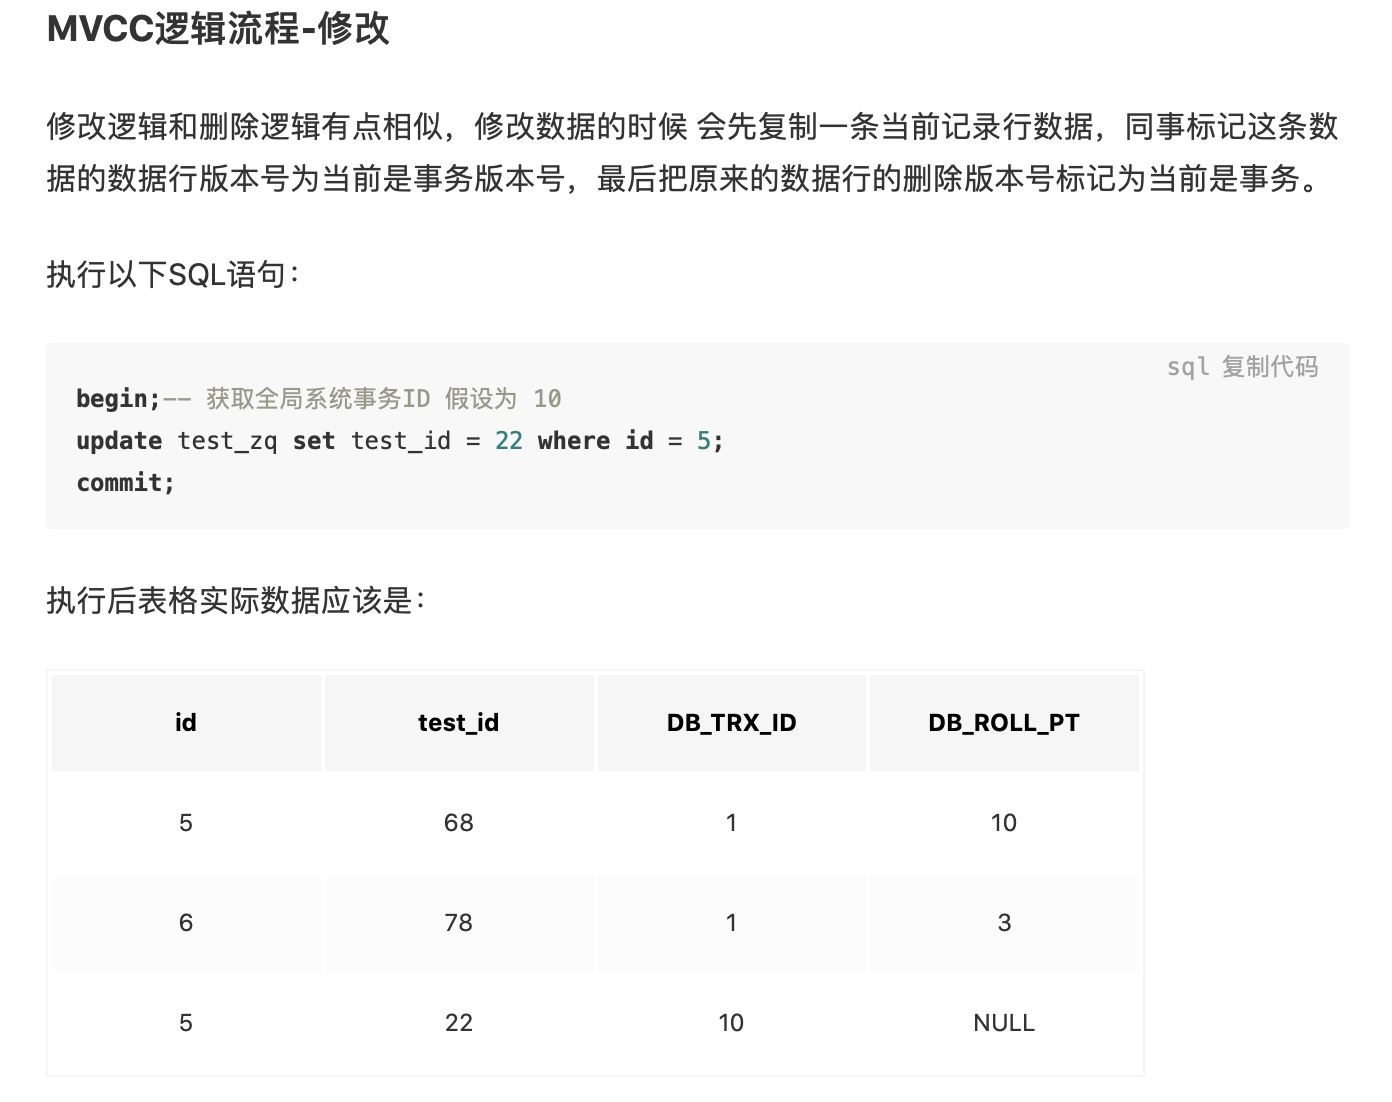 MVCC逻辑流程-修改
修改逻辑和删除逻辑有点相似，修改数据的时候 会先复制一条当前记录行数据，同事标记这条数
据的数据行版本号为当前是事务版本号，最后把原来的数据行的删除版本号标记为当前是事务。
执行以下SQL语句：
sql 复制代码
begin;-- 获取全局系统事务ID 假设为 10
update test_zq set test_id = 22 where id = 5;
commit;
执行后表格实际数据应该是：
id test_id DB_TRX_ID DB_ROLL_PT
5 68 1 10
6 78 1 3
5 22 10 NULL